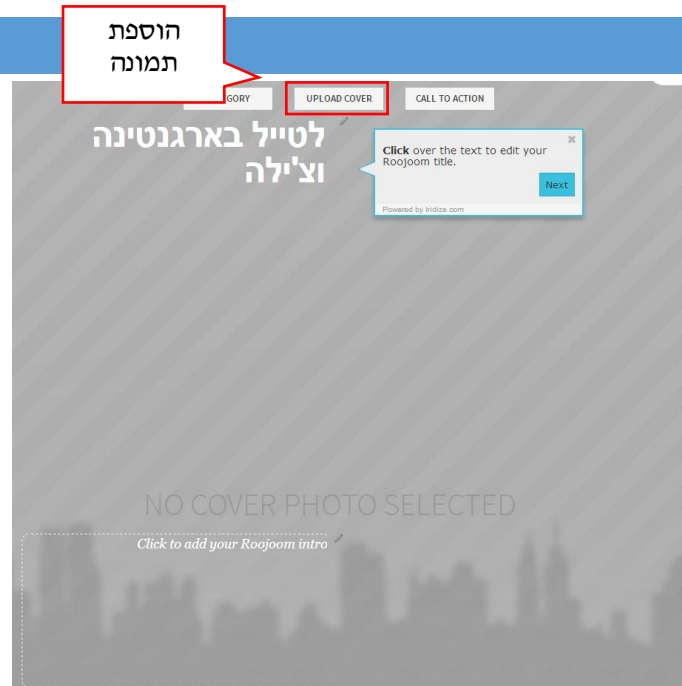 הוספת
תמונה
GORY
UPLOAD COVER
CALL TO ACTION
לטייל בארגנטינה
וצ'ילה
Click over the text to edit your
Roojoom title.
Next
Powered by Iridize.com
NO COVER PHOTO SELECTED
Click to add your Roojoom intro